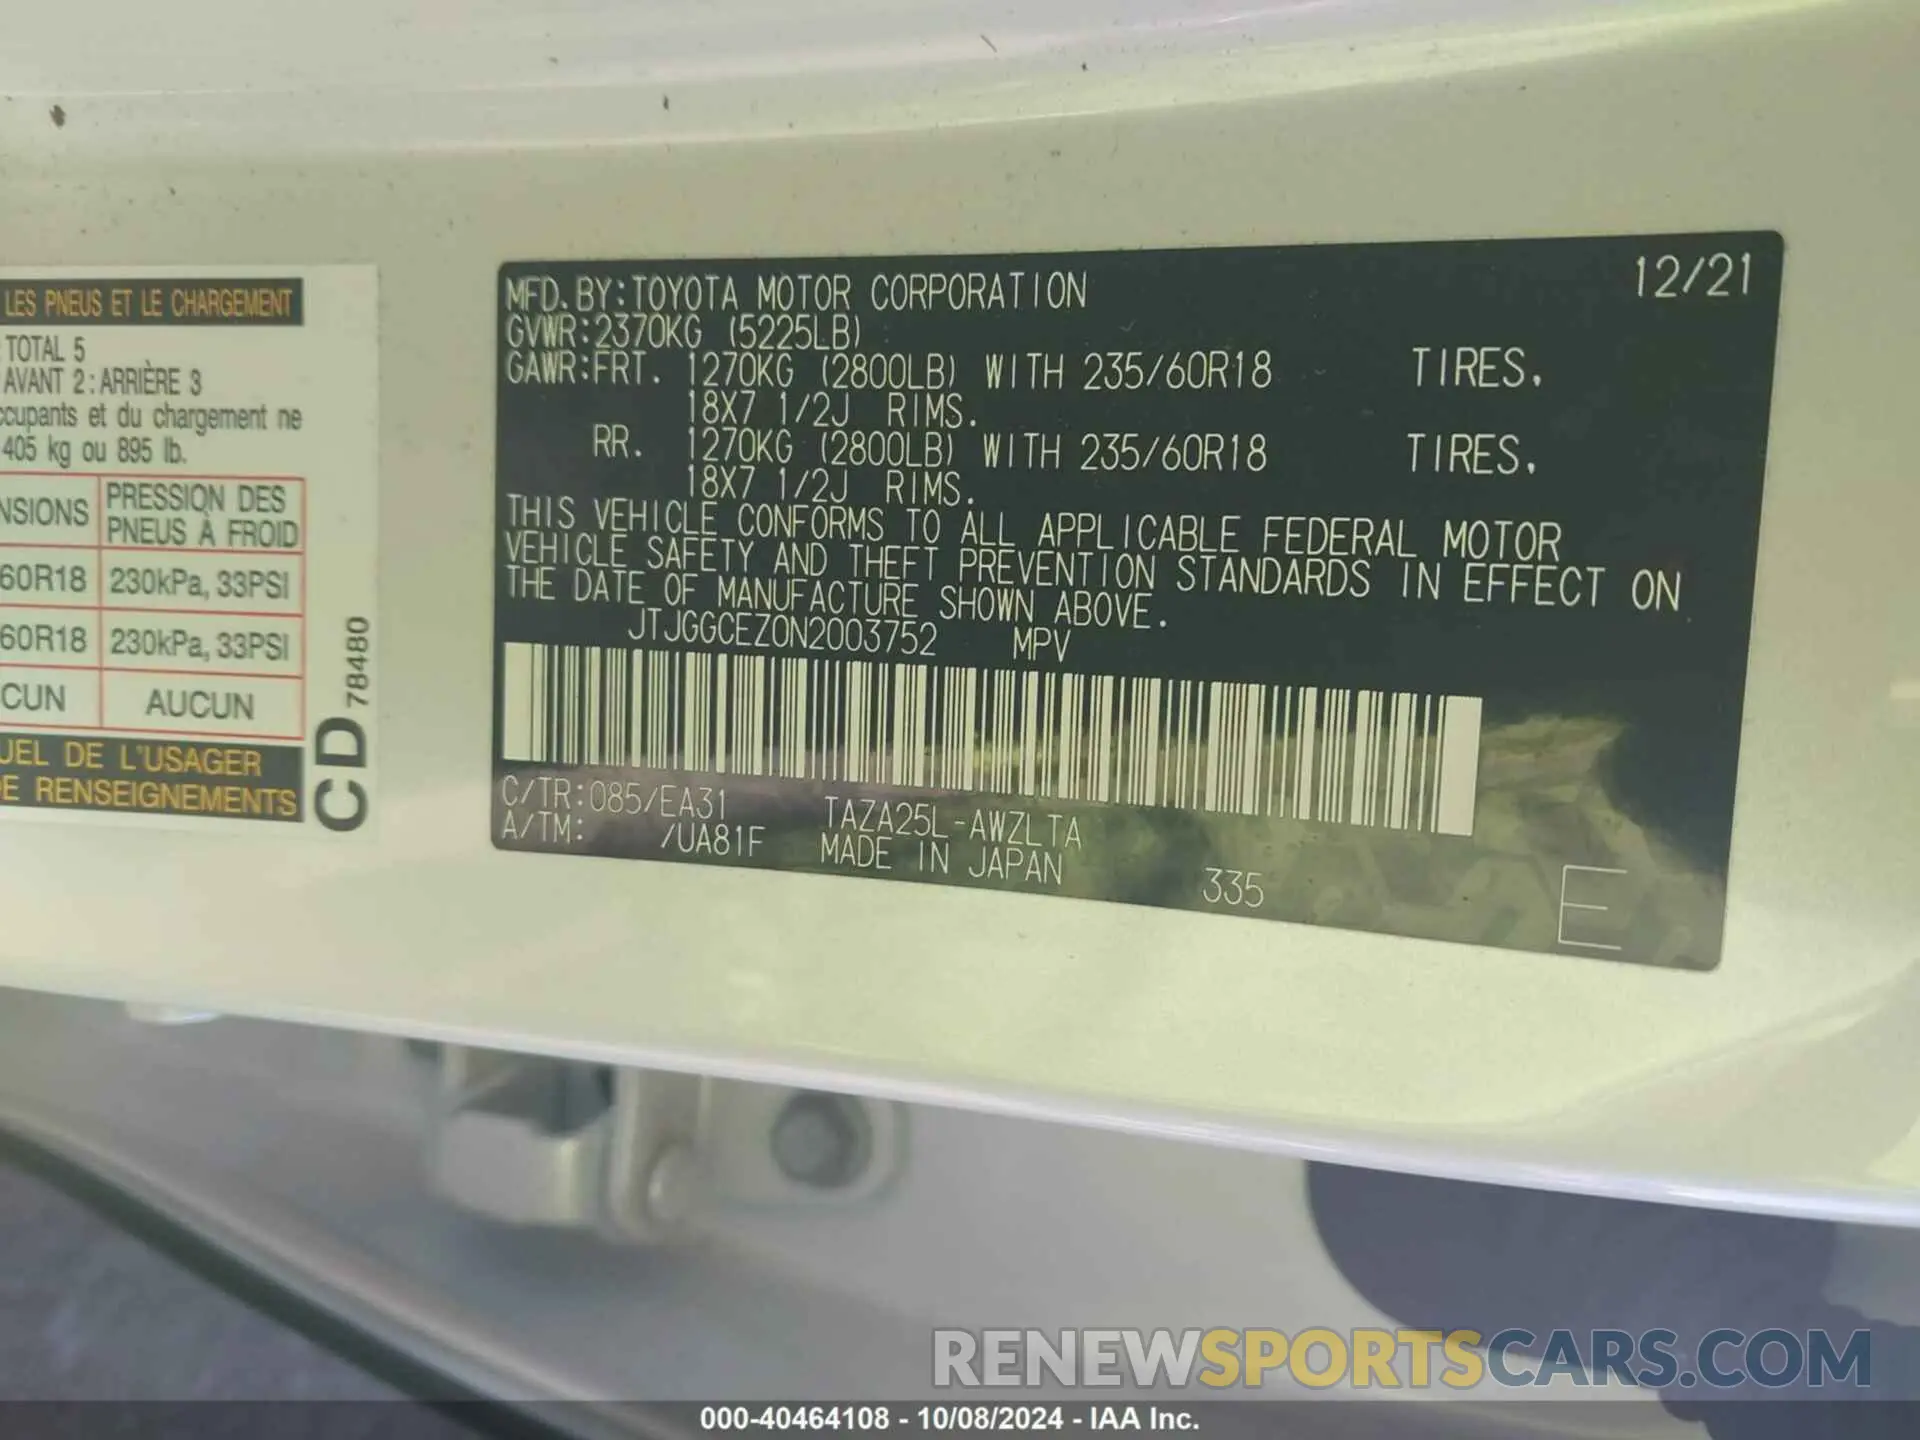 LES PNEUS ET LE CHARGEMENT
TOTAL 5
AVANT 2 : ARRIÈRE 3
ccupants et du chargement ne
405 kg ou 895 lb.
NSIONS PRESSION DES
PNEUS À FROID
60R18 230kPa, 33PSI
60R18 230kPa, 33PSI
CUN AUCUN
UEL DE L'USAGER
DE RENSEIGNEMENTS
CD 78480
12/21
MFD. BY: TOYOTA MOTOR CORPORATION
GVWR: 2370KG (5225LB)
GAWR: FRT. 1270KG (2800LB) WITH 235/60R18 TIRES.
18X7 1/2J RIMS.
RR. 1270KG (2800LB) WITH 235/60R18 TIRES.
18X7 1/2J RIMS.
THIS VEHICLE CONFORMS TO ALL APPLICABLE FEDERAL MOTOR
VEHICLE SAFETY AND THEFT PREVENTION STANDARDS IN EFFECT ON
THE DATE OF MANUFACTURE SHOWN ABOVE.
JTJGGCEZ0N2003752 MPV
C/TR: 085/EA31 TAZA25L-AWZLTA
A/TM: /UA81F MADE IN JAPAN 335 E
RENEWSPORTSCARS.COM
000-40464108 - 10/08/2024 - IAA Inc.